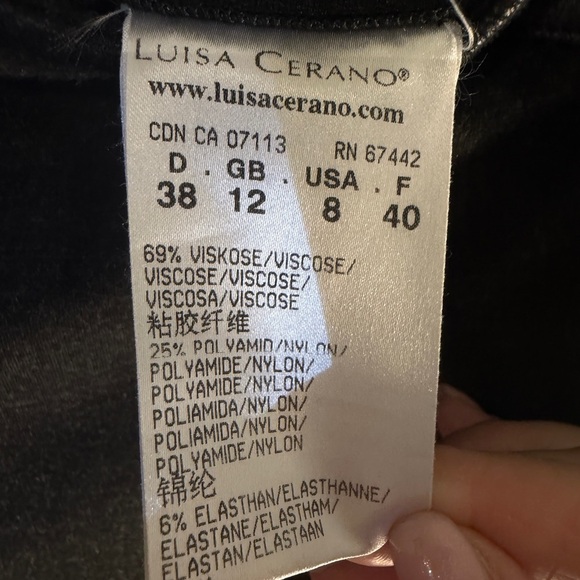 LUISA CERANO®
www.luisacerano.com
CDN CA 07113 RN 67442
D · GB · USA · F
38 12 8 40
69% VISKOSE/VISCOSE/
VISCOSE/VISCOSE/
VISCOSA/VISCOSE
粘胶纤维
25% POLYAMID/NYLON/
POLYAMIDE/NYLON/
POLYAMIDE/NYLON/
POLIAMIDA/NYLON/
POLIAMIDA/NYLON/
POLYAMIDE/NYLON
锦纶
6% ELASTHAN/ELASTHANNE/
ELASTANE/ELASTHAM/
ELASTAN/ELASTAAN